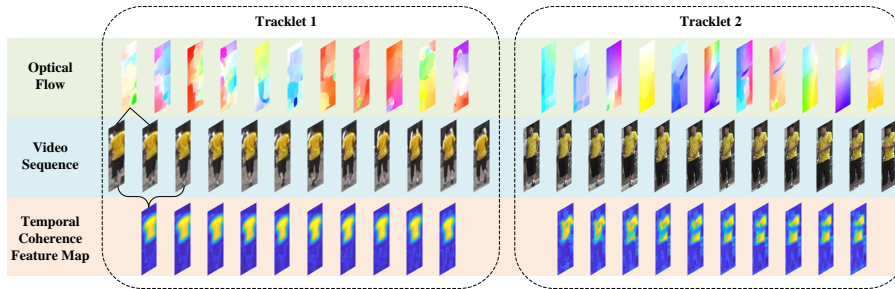 Tracklet 1
Tracklet 2
Optical
Flow
Video
Sequence
Temporal
Coherence
Feature Map